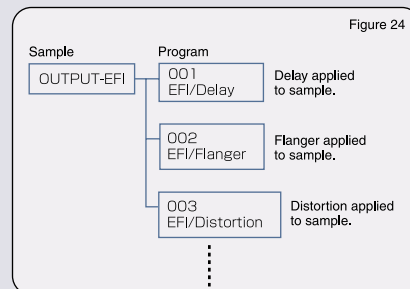 Figure 24
Sample
Program
OUTPUT-EFI
001
EFI/Delay
Delay applied
to sample.
002
EFI/Flanger
Flanger applied
to sample.
003
EFI/Distortion
Distortion applied
to sample.